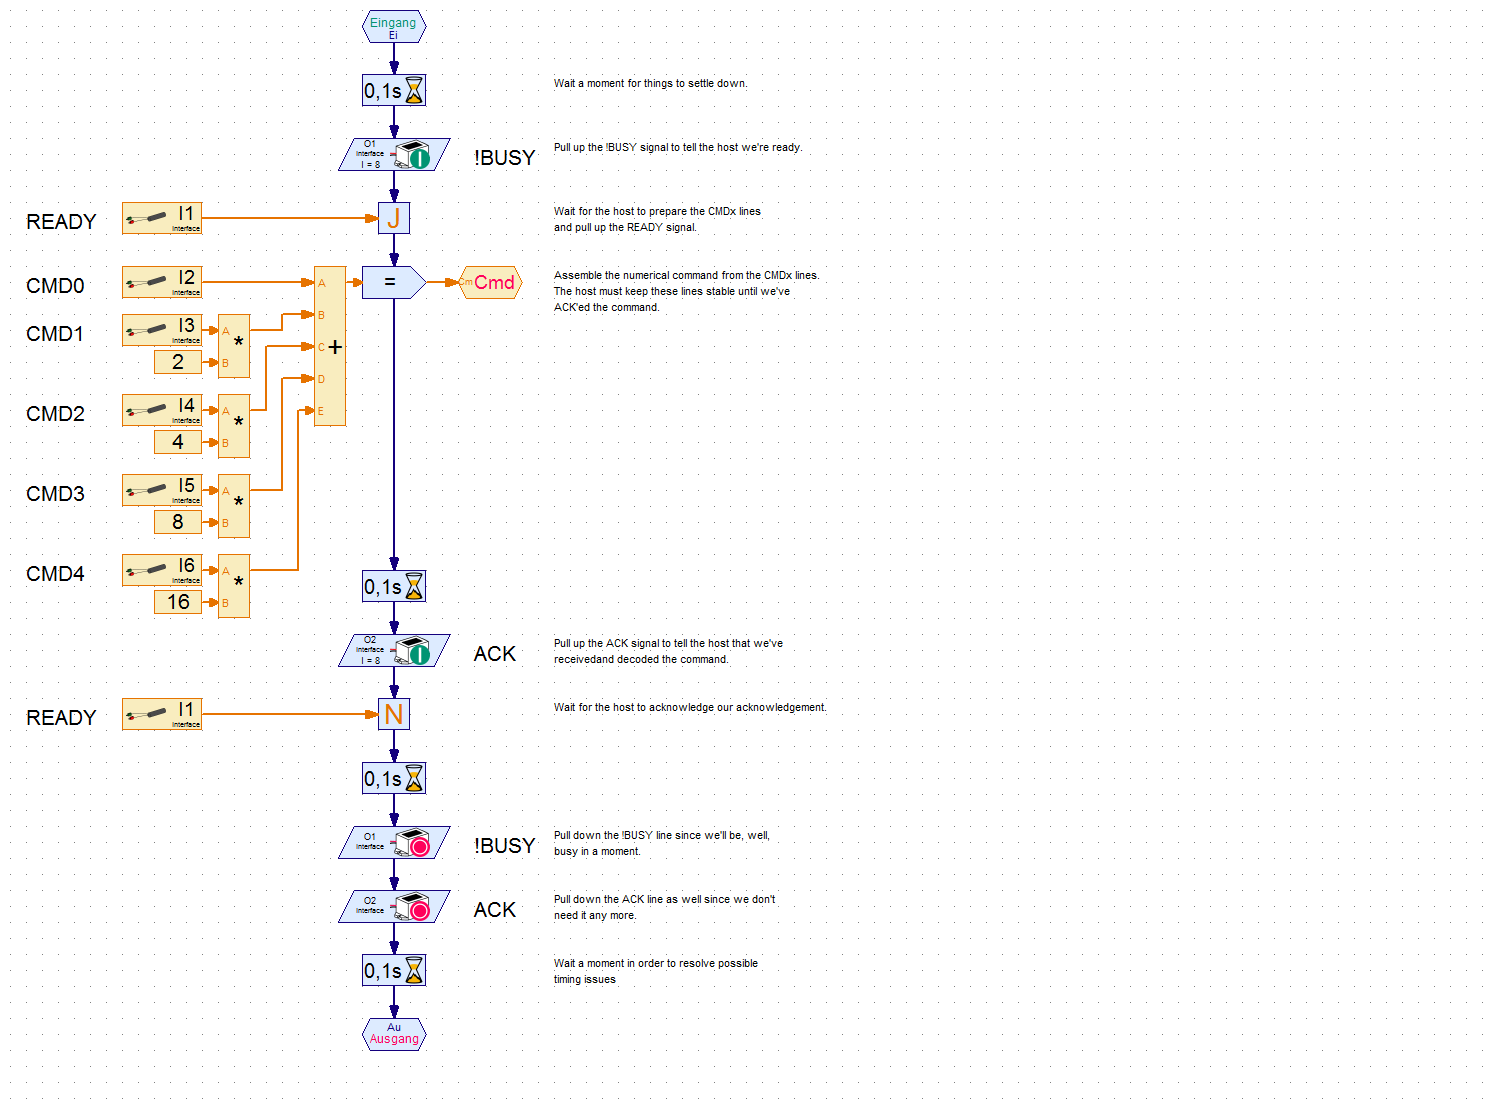 Eingang
Ei
0,1s
Wait a moment for things to settle down.
O1
Interface
I = 8
!BUSY
Pull up the !BUSY signal to tell the host we're ready.
READY
I1
Interface
J
Wait for the host to prepare the CMDx lines
and pull up the READY signal.
CMD0
I2
Interface
A
=
Cm
Cmd
Assemble the numerical command from the CMDx lines.
The host must keep these lines stable until we've
ACK'ed the command.
CMD1
I3
Interface
2
A
*
B
B
C
+
D
E
CMD2
I4
Interface
4
A
*
B
CMD3
I5
Interface
8
A
*
B
CMD4
I6
Interface
16
A
*
B
0,1s
O2
Interface
I = 8
ACK
Pull up the ACK signal to tell the host that we've
receivedand decoded the command.
READY
I1
Interface
N
Wait for the host to acknowledge our acknowledgement.
0,1s
O1
Interface
!BUSY
Pull down the !BUSY line since we'll be, well,
busy in a moment.
O2
Interface
ACK
Pull down the ACK line as well since we don't
need it any more.
0,1s
Wait a moment in order to resolve possible
timing issues
Au
Ausgang